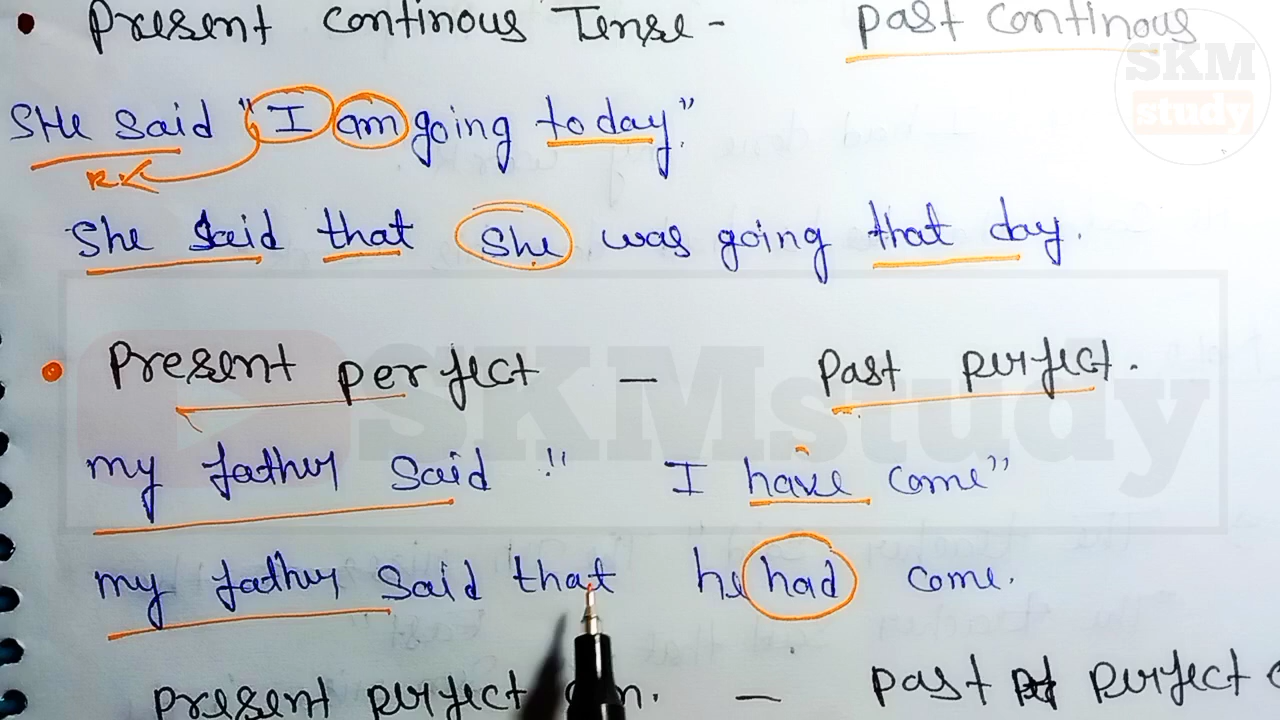 • Present continous Tense - past continous
SKM
study
SHe said "I am going today".
She said that she was going that day.
SKMstudy
• Present perfect — Past perfect.
my father said !" I have come"
my father said that he had come.
present perfect con. — past perfect